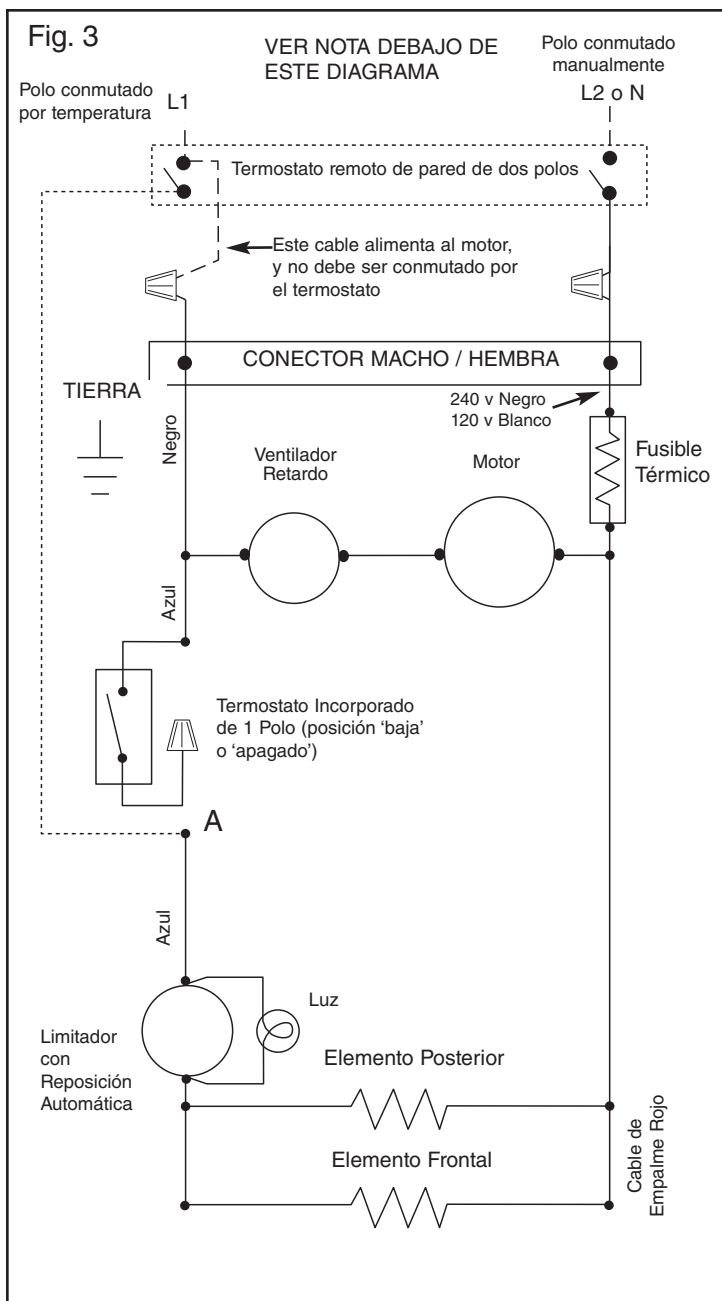 Fig. 3
VER NOTA DEBAJO DE
ESTE DIAGRAMA
Polo conmutado
manualmente
L2 o N
Polo conmutado
por temperatura
L1
Termostato remoto de pared de dos polos
Este cable alimenta al motor,
y no debe ser conmutado por
el termostato
CONECTOR MACHO / HEMBRA
TIERRA
240 v Negro
120 v Blanco
Negro
Ventilador
Retardo
Motor
Fusible
Térmico
Azul
Termostato Incorporado
de 1 Polo (posición ‘baja’
o ‘apagado’)
A
Azul
Luz
Limitador
con
Reposición
Automática
Elemento Posterior
Elemento Frontal
Cable de
Empalme Rojo